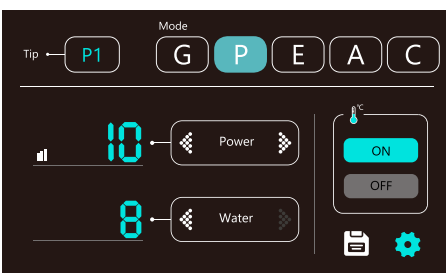 Mode
Tip P1 G P E A C
°C
10 Power
ON
OFF
8 Water